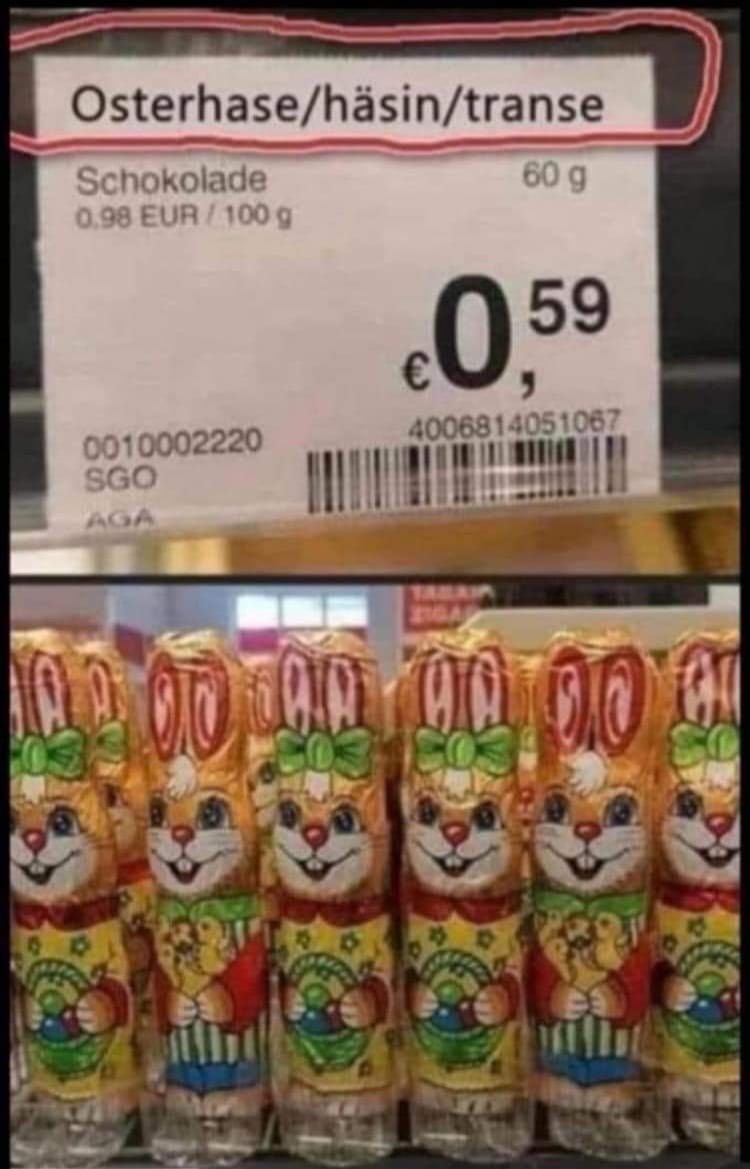 Osterhase/häsin/transe
Schokolade 60 g
0.98 EUR / 100 g
€0,59
4006814051067
0010002220
SGO
AGA